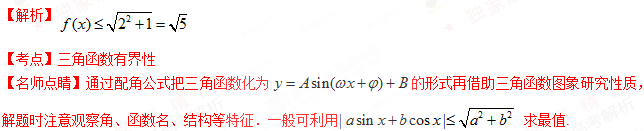 【解析】 f(x)≤√(2²+1)=√5
【考点】三角函数有界性
【名师点睛】通过配角公式把三角函数化为 y=Asin(ωx+φ)+B的形式再借助三角函数图象研究性质,
解题时注意观察角、函数名、结构等特征．一般可利用|asinx+bcosx|≤√(a²+b²) 求最值.